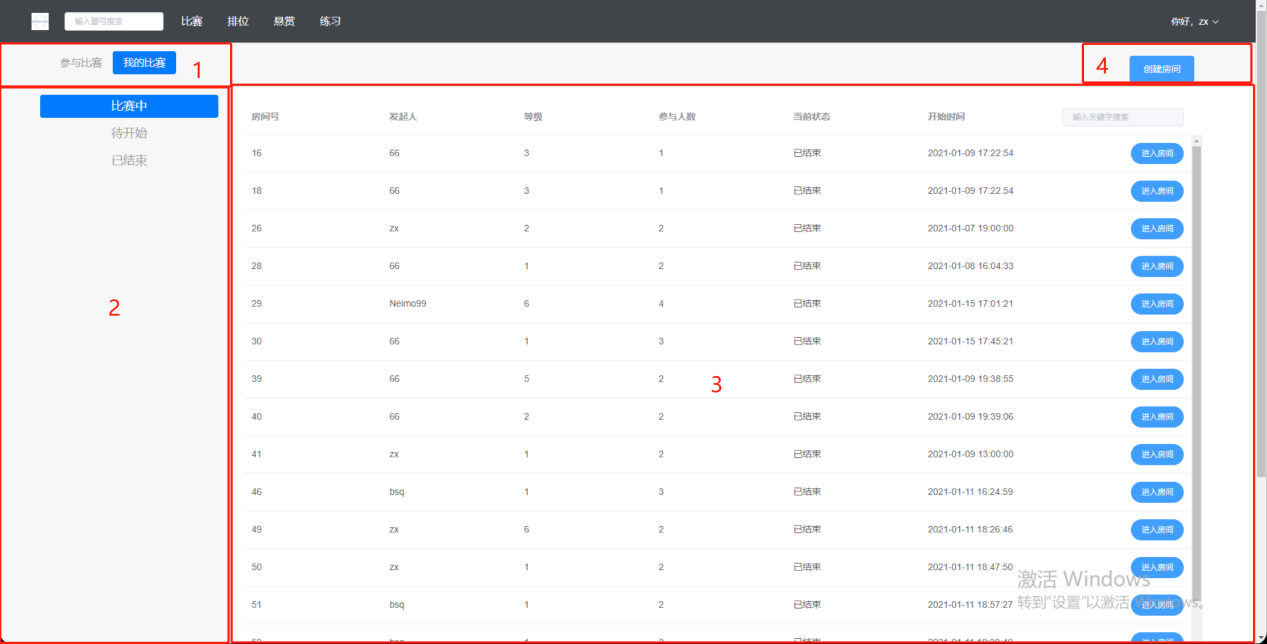 输入题号搜索 比赛 排位 悬赏 练习 你好，zx
参与比赛 我的比赛 1 4 创建房间
比赛中
待开始
已结束
2
房间号 发起人 等级 参与人数 当前状态 开始时间 输入关键字搜索
16 66 3 1 已结束 2021-01-09 17:22:54 进入房间
18 66 3 1 已结束 2021-01-09 17:22:54 进入房间
26 zx 2 2 已结束 2021-01-07 19:00:00 进入房间
28 66 1 2 已结束 2021-01-08 16:04:33 进入房间
29 Neimo99 6 4 已结束 2021-01-15 17:01:21 进入房间
30 66 1 3 已结束 2021-01-15 17:45:21 进入房间
39 66 5 2 已结束 2021-01-09 19:38:55 进入房间
3
40 66 2 2 已结束 2021-01-09 19:39:06 进入房间
41 zx 1 2 已结束 2021-01-09 13:00:00 进入房间
46 bsq 1 3 已结束 2021-01-11 16:24:59 进入房间
49 zx 6 2 已结束 2021-01-11 18:26:46 进入房间
50 zx 1 2 已结束 2021-01-11 18:47:50 进入房间
51 bsq 1 2 已结束 2021-01-11 18:57:27 进入房间
激活 Windows
转到"设置"以激活 Windows。